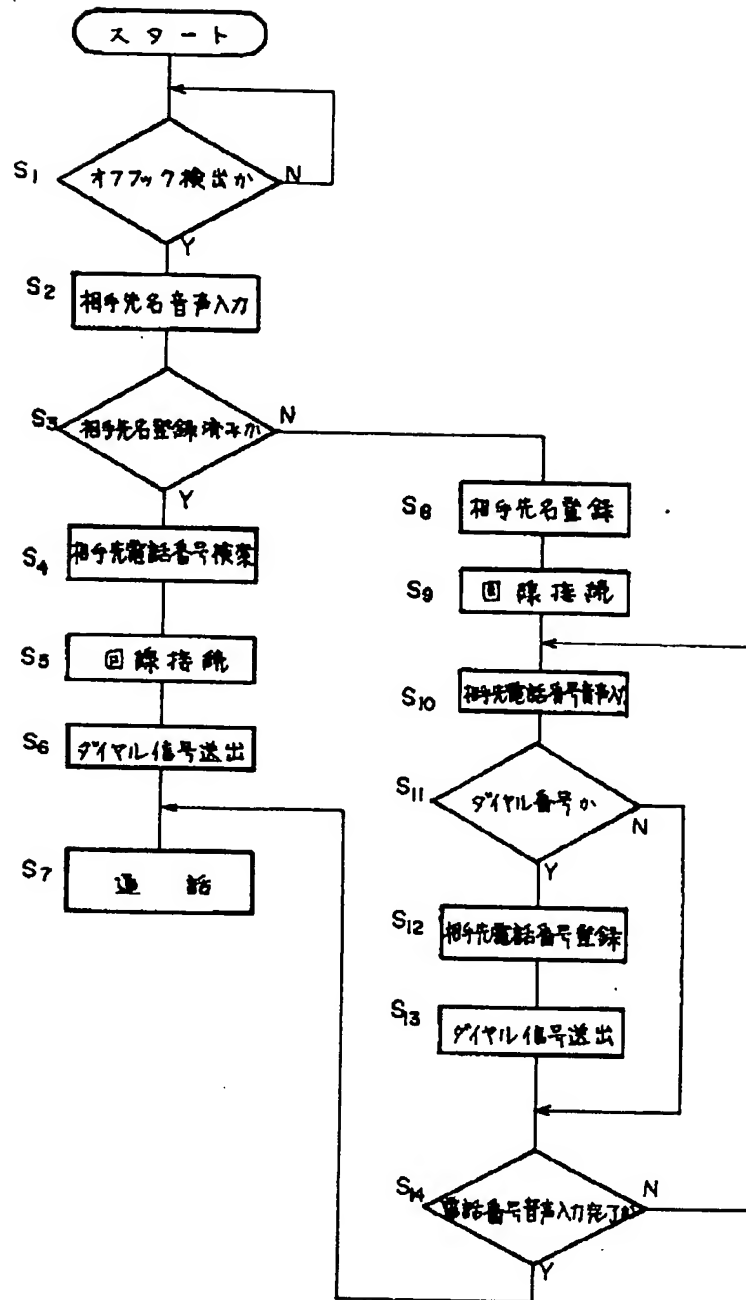 スタート
S1 オフフック検出か N
Y
S2 相手先名音声入力
S3 相手先名登録済みか N
Y
S4 相手先電話番号検索
S5 回線接続
S6 ダイヤル信号送出
S7 通話
S8 相手先名登録
S9 回線接続
S10 相手先電話番号音声入力
S11 ダイヤル番号か N
Y
S12 相手先電話番号登録
S13 ダイヤル信号送出
S14 電話番号音声入力完了か N
Y